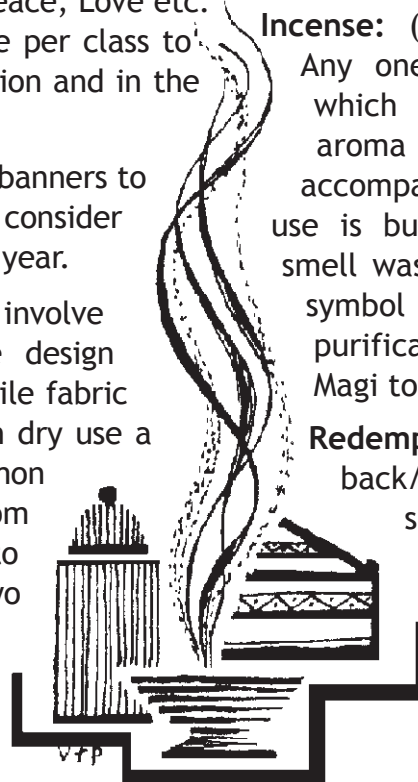 eace, Love etc.
e per class to
ion and in the
banners to
consider
year.
involve
design
ile fabric
n dry use a
non
om
o
vo
Incense: (
Any one
which
aroma
accompa
use is bu
smell was
symbol
purifica
Magi to
Redemp
back/
s